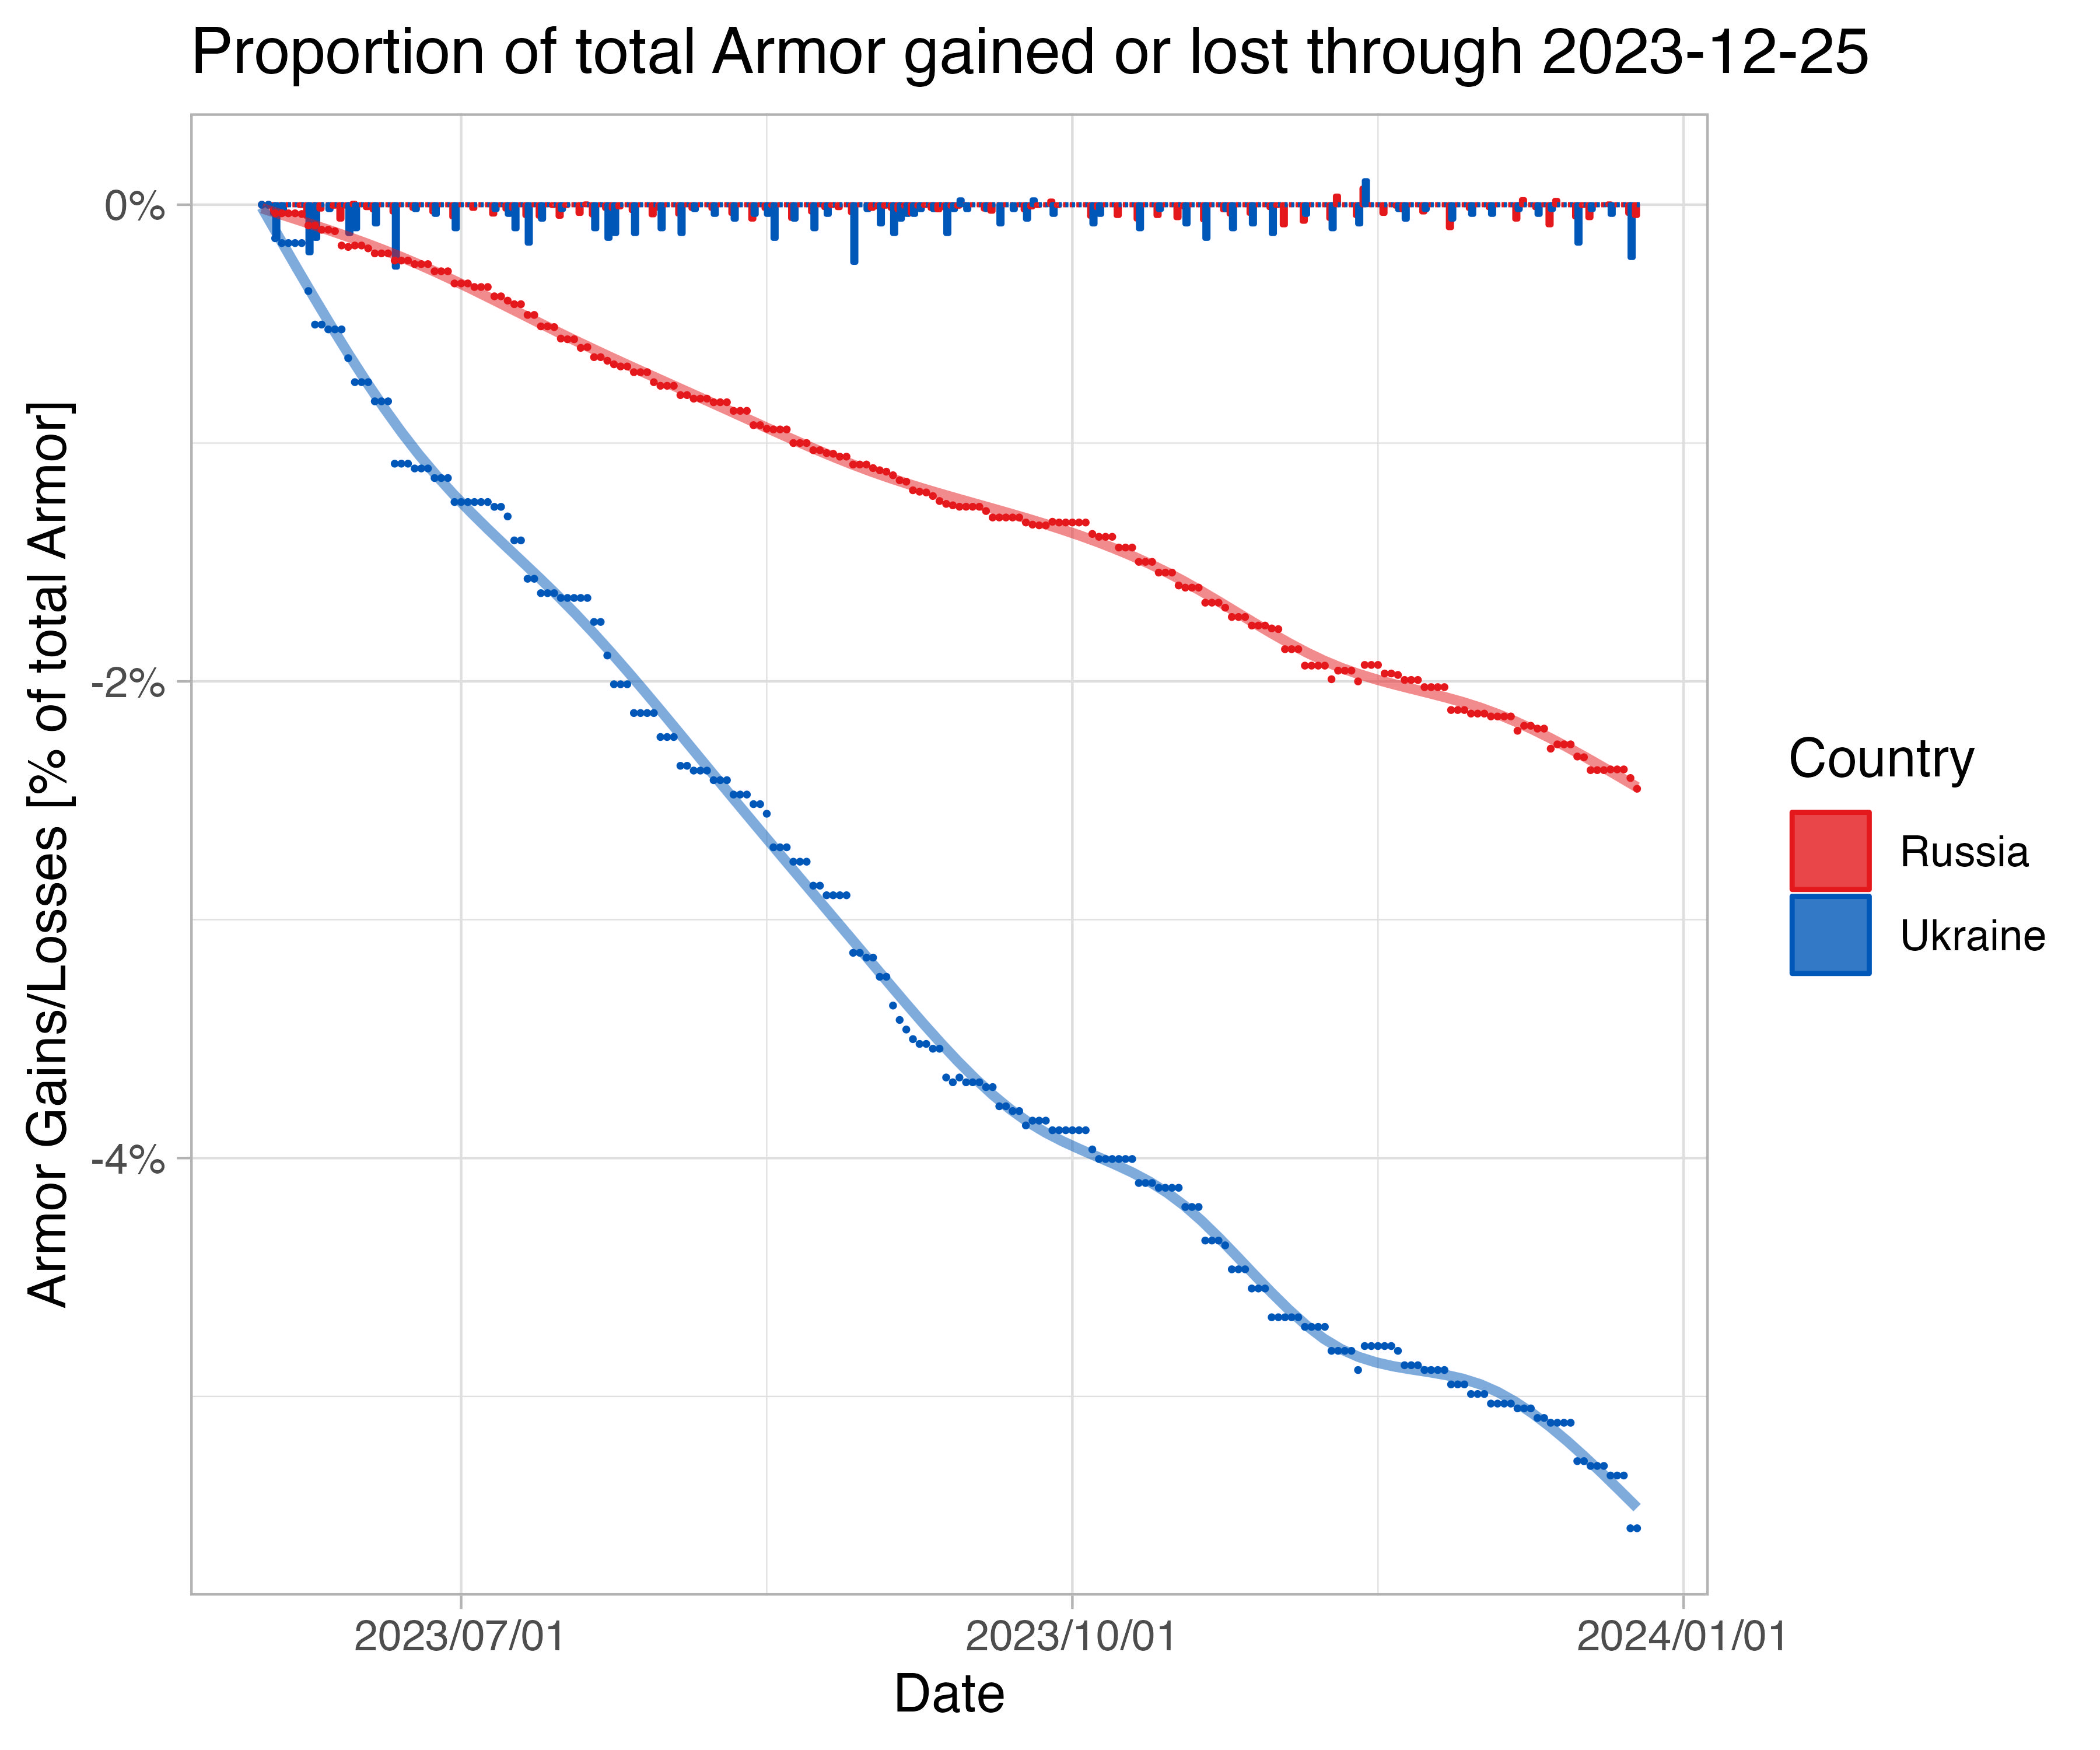 Proportion of total Armor gained or lost through 2023-12-25
Armor Gains/Losses [% of total Armor]
0%
-2%
-4%
2023/07/01
2023/10/01
2024/01/01
Date
Country
Russia
Ukraine